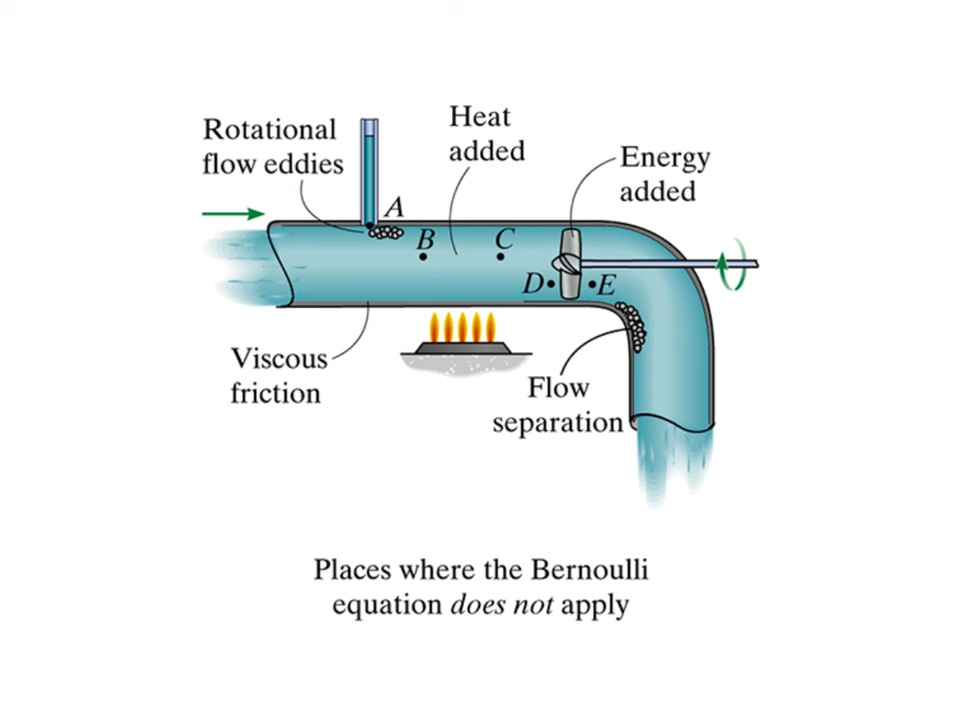 Rotational
flow eddies
Heat
added
Energy
added
A
B
C
D
E
Viscous
friction
Flow
separation
Places where the Bernoulli
equation does not apply